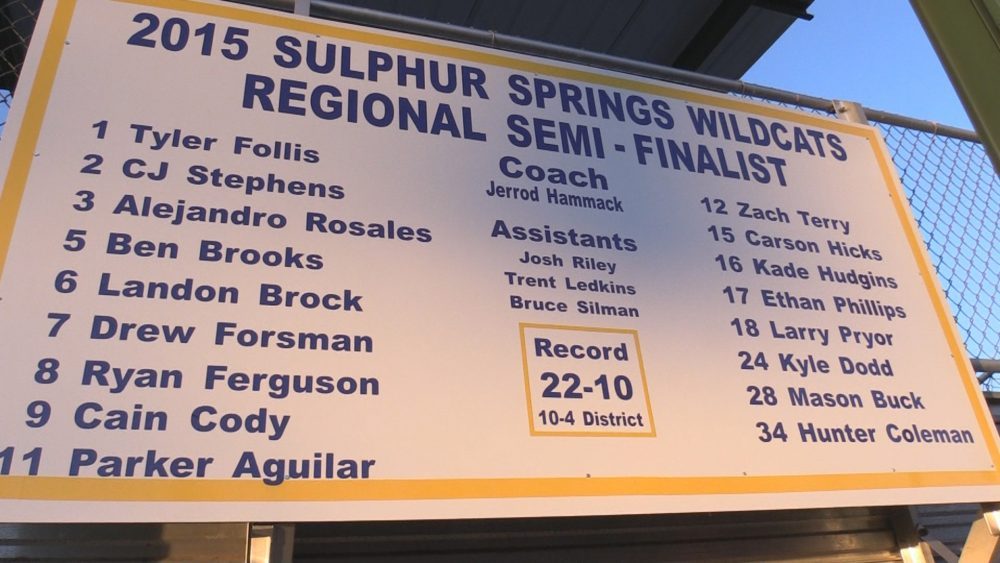 2015 SULPHUR SPRINGS WILDCATS
REGIONAL SEMI - FINALIST
1 Tyler Follis
2 CJ Stephens
3 Alejandro Rosales
5 Ben Brooks
6 Landon Brock
7 Drew Forsman
8 Ryan Ferguson
9 Cain Cody
11 Parker Aguilar
Coach
Jerrod Hammack
Assistants
Josh Riley
Trent Ledkins
Bruce Silman
Record
22-10
10-4 District
12 Zach Terry
15 Carson Hicks
16 Kade Hudgins
17 Ethan Phillips
18 Larry Pryor
24 Kyle Dodd
28 Mason Buck
34 Hunter Coleman